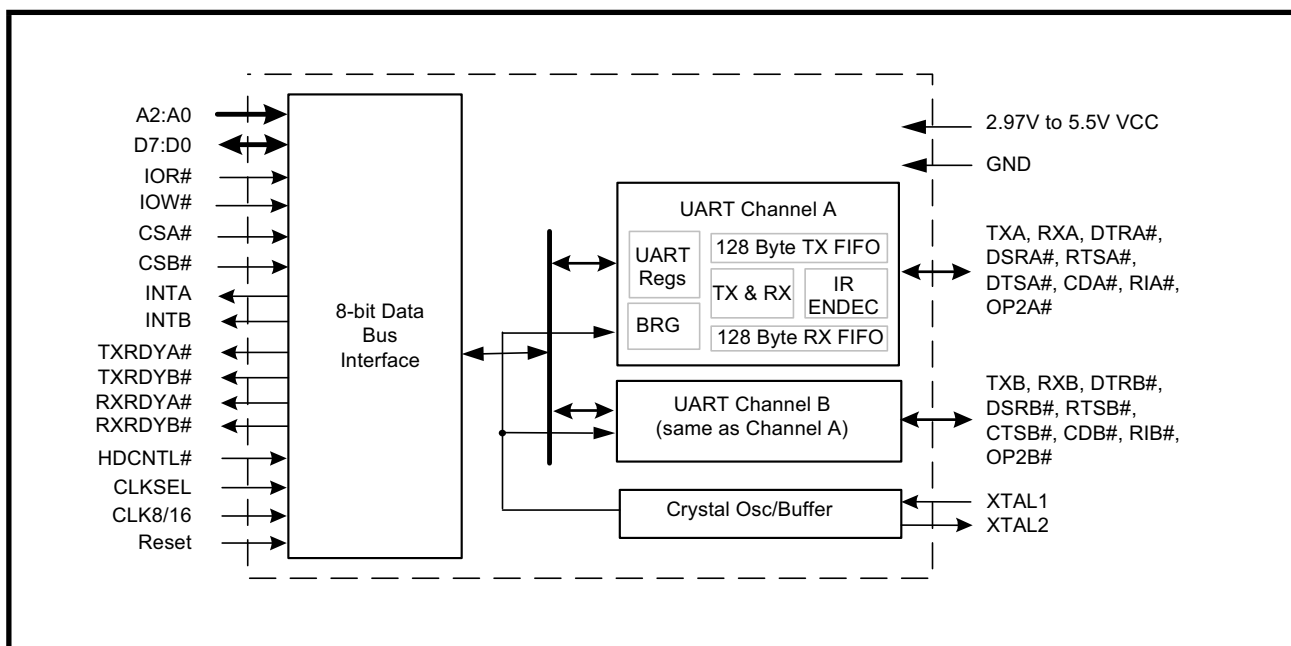 A2:A0
D7:D0
IOR#
IOW#
CSA#
CSB#
INTA
INTB
TXRDYA#
TXRDYB#
RXRDYA#
RXRDYB#
HDCNTL#
CLKSEL
CLK8/16
Reset
8-bit Data
Bus
Interface
UART Channel A
UART
Regs
BRG
128 Byte TX FIFO
TX & RX
IR
ENDEC
128 Byte RX FIFO
UART Channel B
(same as Channel A)
Crystal Osc/Buffer
2.97V to 5.5V VCC
GND
TXA, RXA, DTRA#,
DSRA#, RTSA#,
DTSA#, CDA#, RIA#,
OP2A#
TXB, RXB, DTRB#,
DSRB#, RTSB#,
CTSB#, CDB#, RIB#,
OP2B#
XTAL1
XTAL2